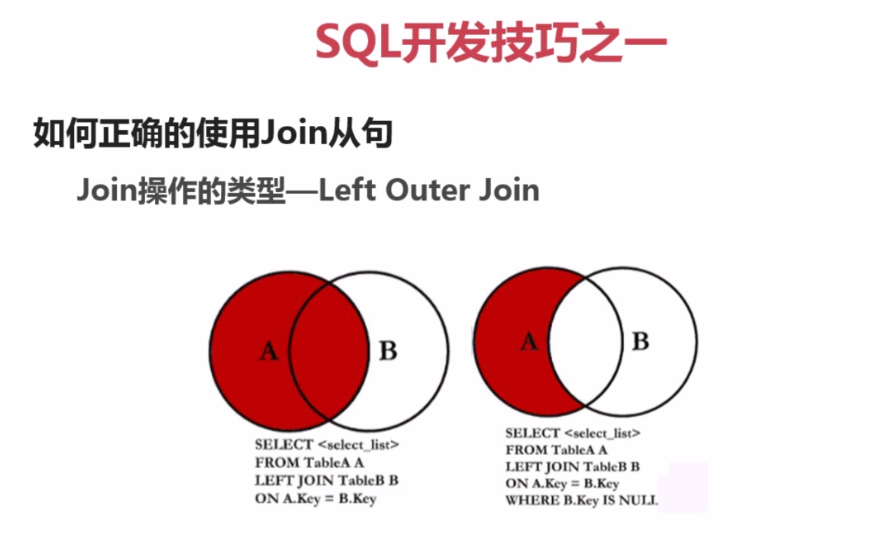 SQL开发技巧之一
如何正确的使用Join从句
Join操作的类型—Left Outer Join
A
B
SELECT <select_list>
FROM TableA A
LEFT JOIN TableB B
ON A.Key = B.Key
A
B
SELECT <select_list>
FROM TableA A
LEFT JOIN TableB B
ON A.Key = B.Key
WHERE B.Key IS NULL